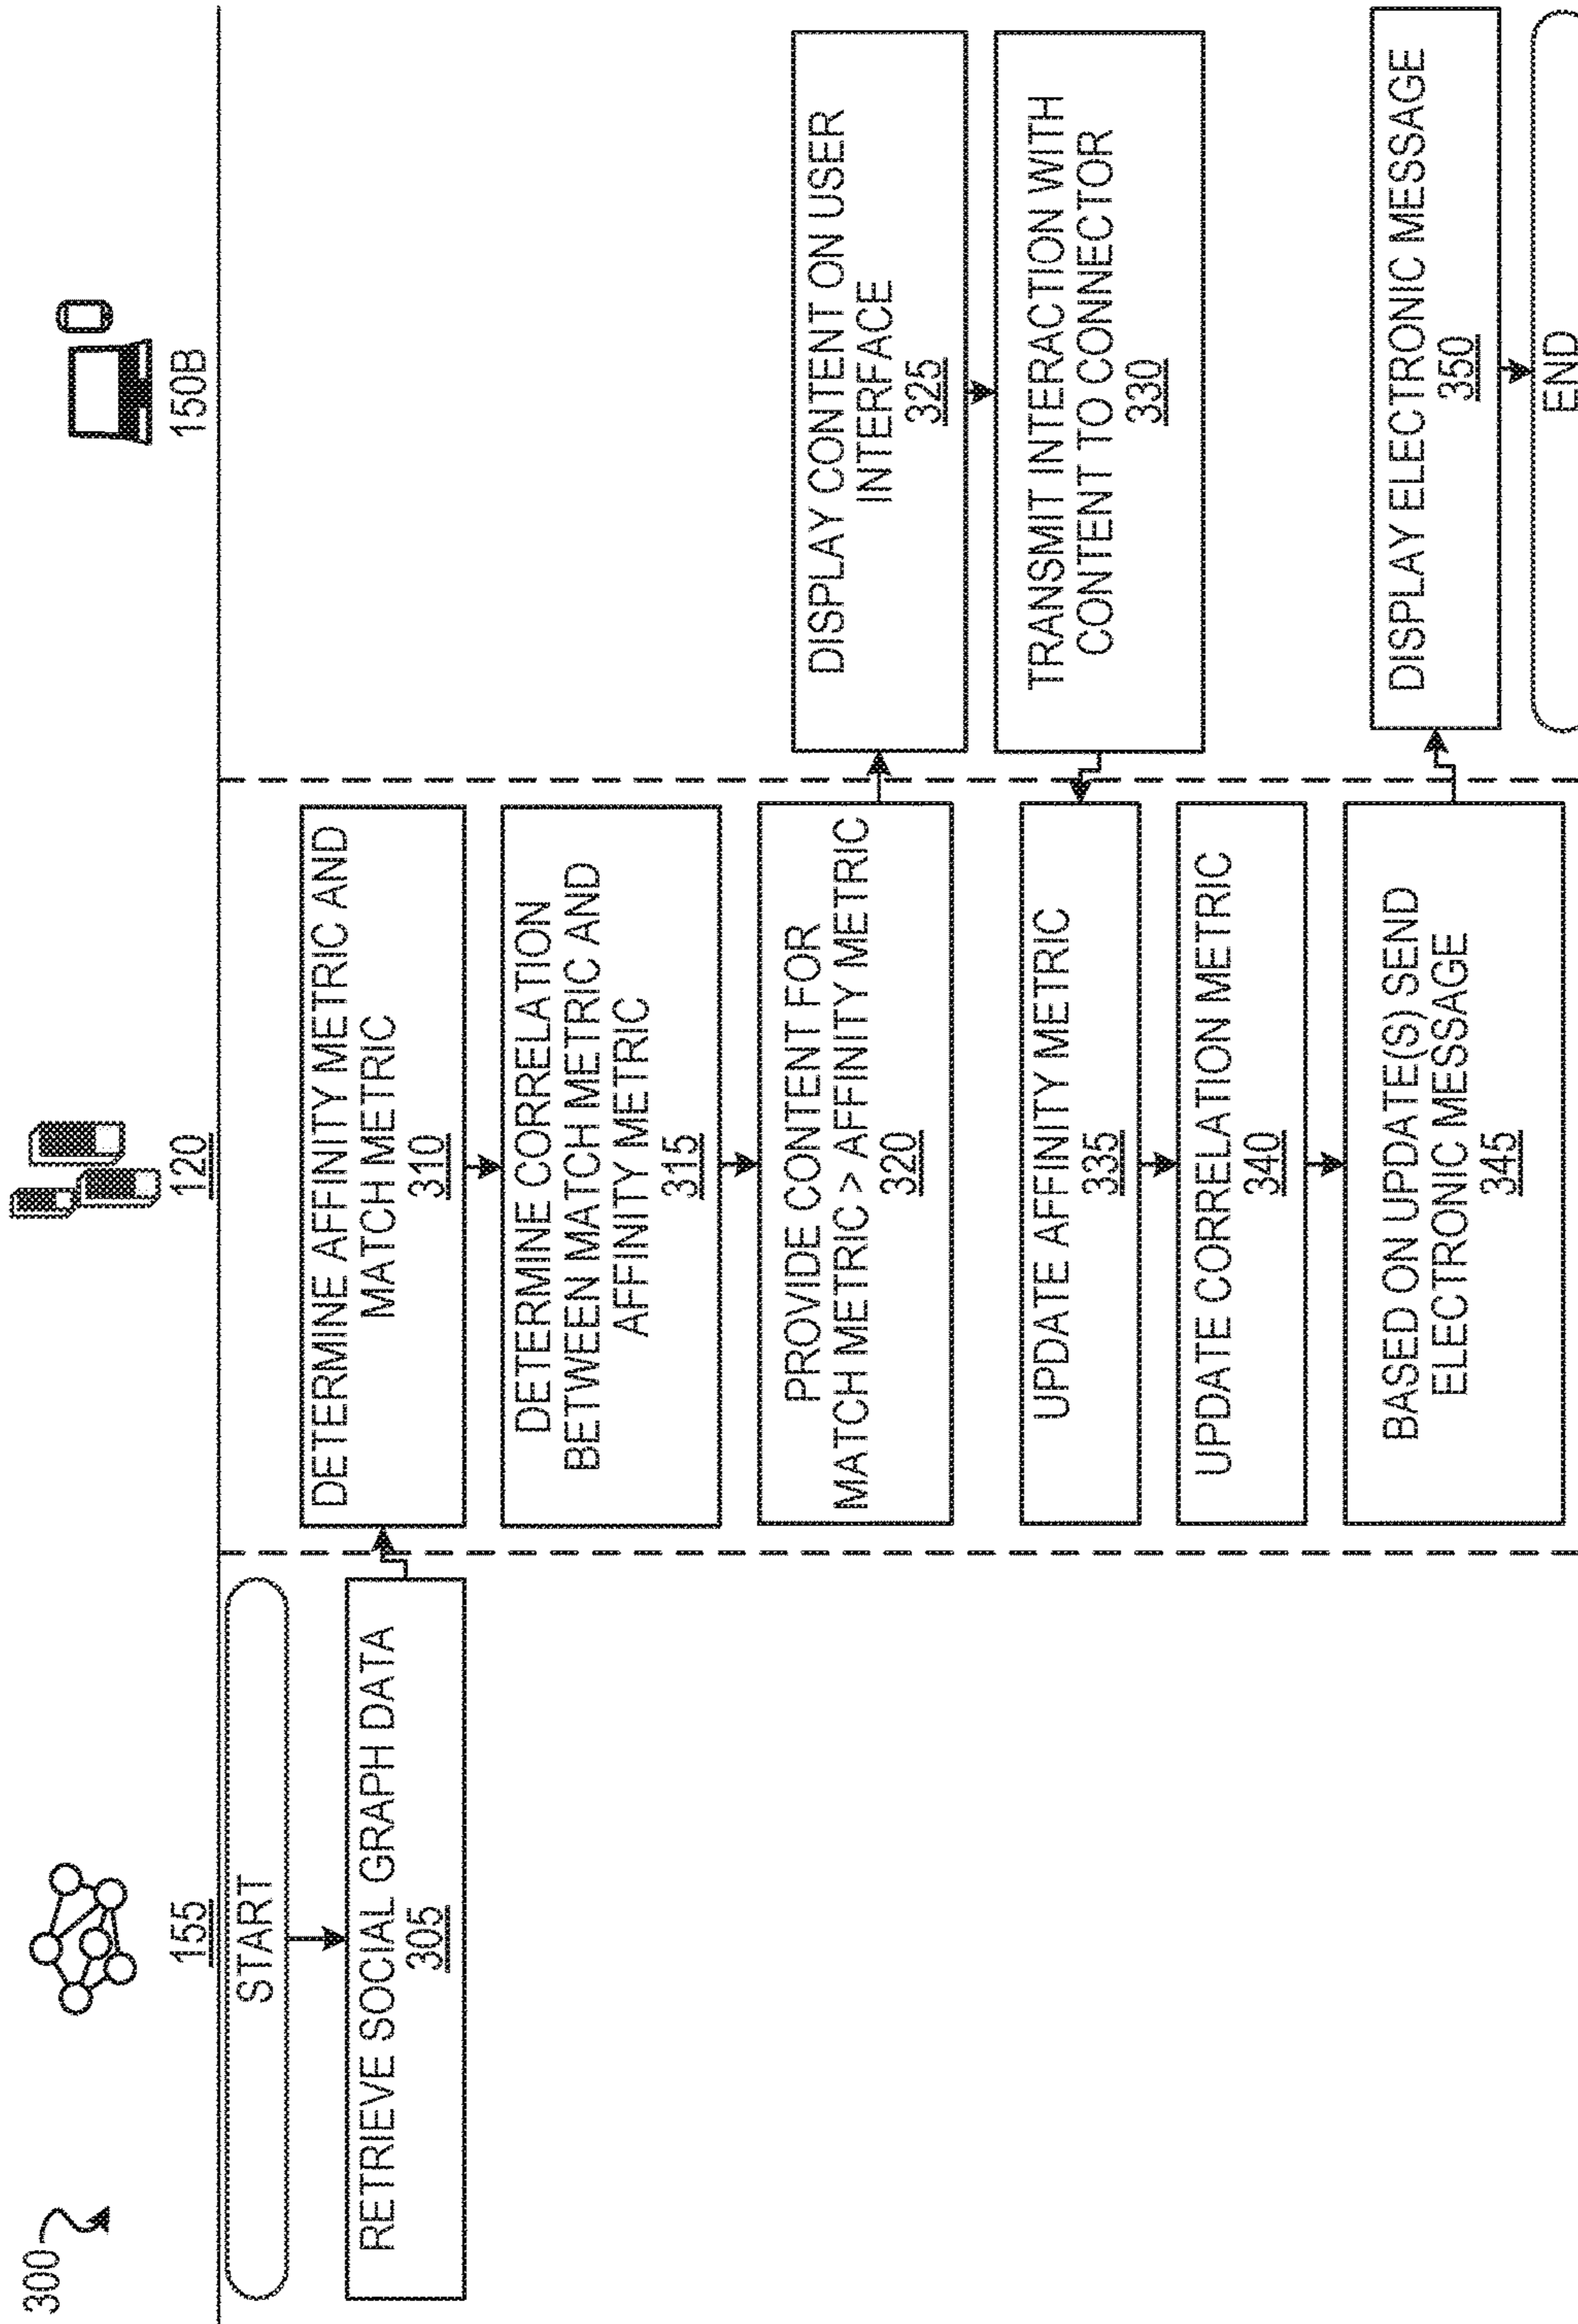 300
155
120
150B
START
RETRIEVE SOCIAL GRAPH DATA
305
DETERMINE AFFINITY METRIC AND
MATCH METRIC
310
DETERMINE CORRELATION
BETWEEN MATCH METRIC AND
AFFINITY METRIC
315
PROVIDE CONTENT FOR
MATCH METRIC > AFFINITY METRIC
320
DISPLAY CONTENT ON USER
INTERFACE
325
TRANSMIT INTERACTION WITH
CONTENT TO CONNECTOR
330
UPDATE AFFINITY METRIC
335
UPDATE CORRELATION METRIC
340
BASED ON UPDATE(S) SEND
ELECTRONIC MESSAGE
345
DISPLAY ELECTRONIC MESSAGE
350
END